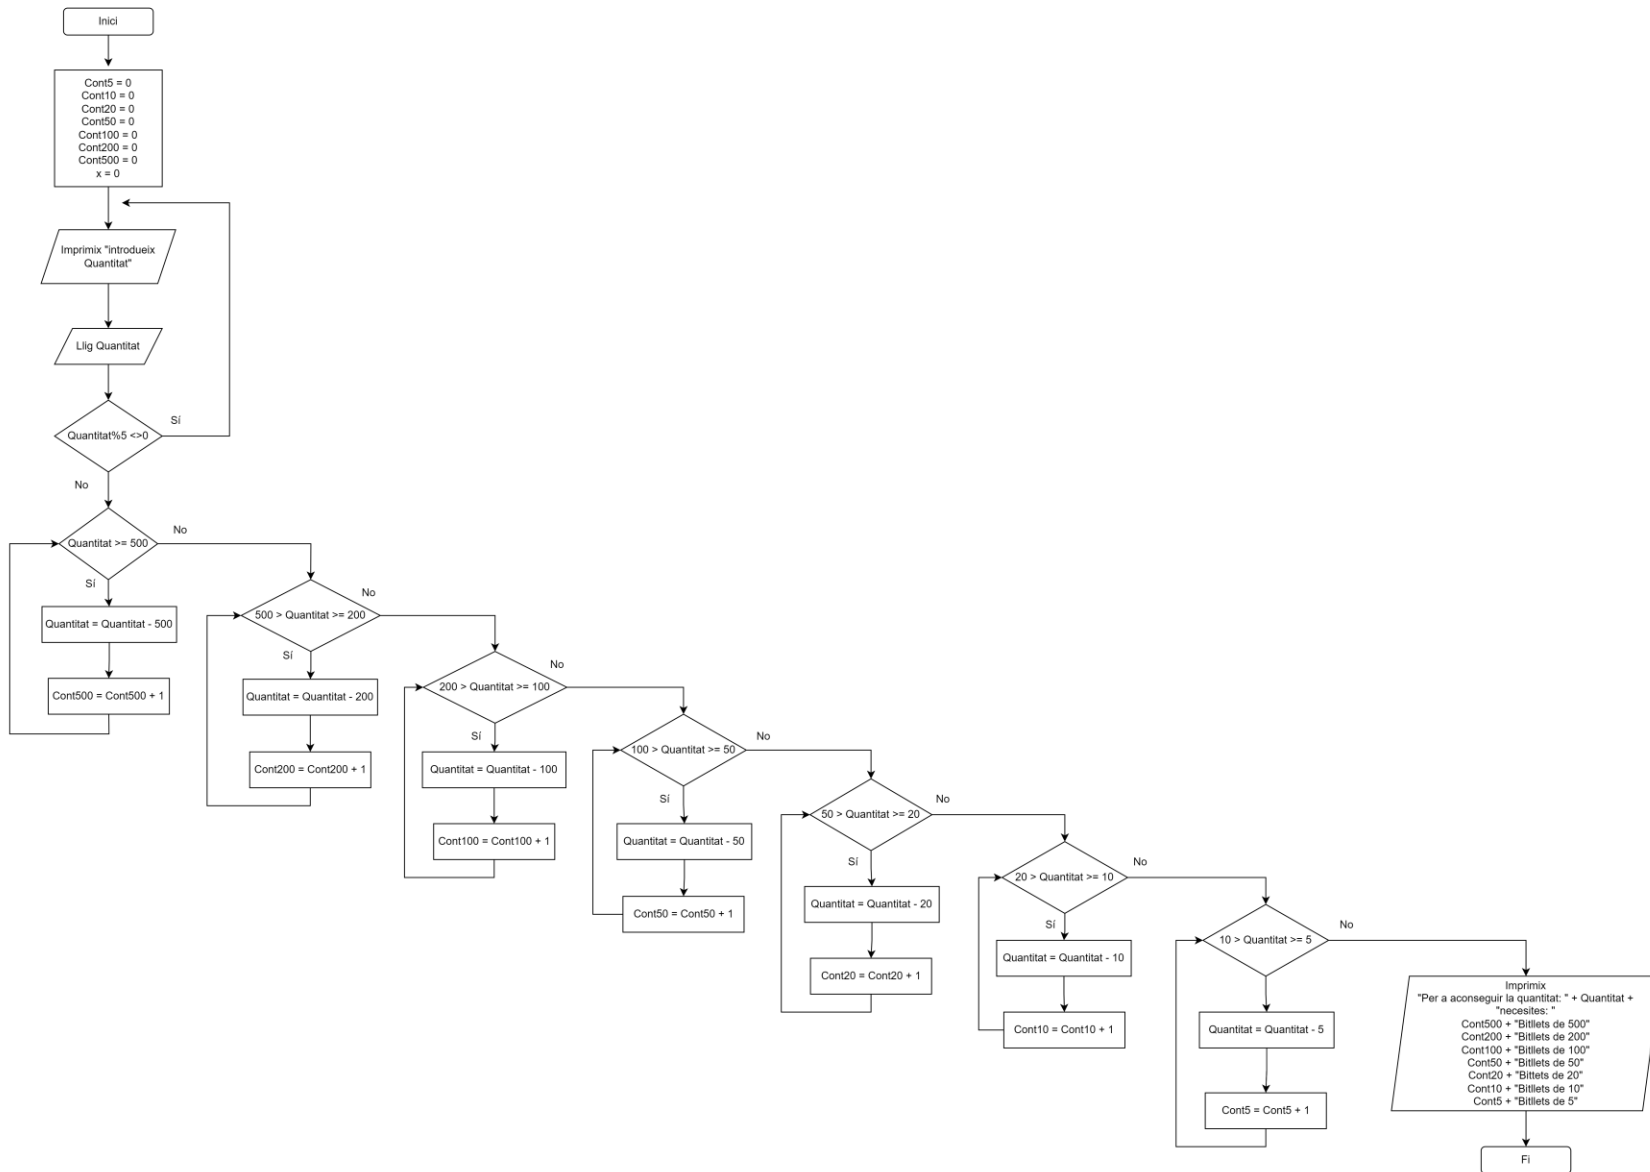 Inici
Cont5 = 0
Cont10 = 0
Cont20 = 0
Cont50 = 0
Cont100 = 0
Cont200 = 0
Cont500 = 0
x = 0
Imprimix "introdueix
Quantitat"
Llig Quantitat
Quantitat%5 <>0
Sí
No
Quantitat >= 500
No
Sí
Quantitat = Quantitat - 500
Cont500 = Cont500 + 1
500 > Quantitat >= 200
No
Sí
Quantitat = Quantitat - 200
Cont200 = Cont200 + 1
200 > Quantitat >= 100
No
Sí
Quantitat = Quantitat - 100
Cont100 = Cont100 + 1
100 > Quantitat >= 50
No
Sí
Quantitat = Quantitat - 50
Cont50 = Cont50 + 1
50 > Quantitat >= 20
No
Sí
Quantitat = Quantitat - 20
Cont20 = Cont20 + 1
20 > Quantitat >= 10
No
Sí
Quantitat = Quantitat - 10
Cont10 = Cont10 + 1
10 > Quantitat >= 5
No
Quantitat = Quantitat - 5
Cont5 = Cont5 + 1
Imprimix
"Per a aconseguir la quantitat: " + Quantitat +
"necesites: "
Cont500 + "Bitllets de 500"
Cont200 + "Bitllets de 200"
Cont100 + "Bitllets de 100"
Cont50 + "Bitllets de 50"
Cont20 + "Bittets de 20"
Cont10 + "Bitllets de 10"
Cont5 + "Bitllets de 5"
Fi